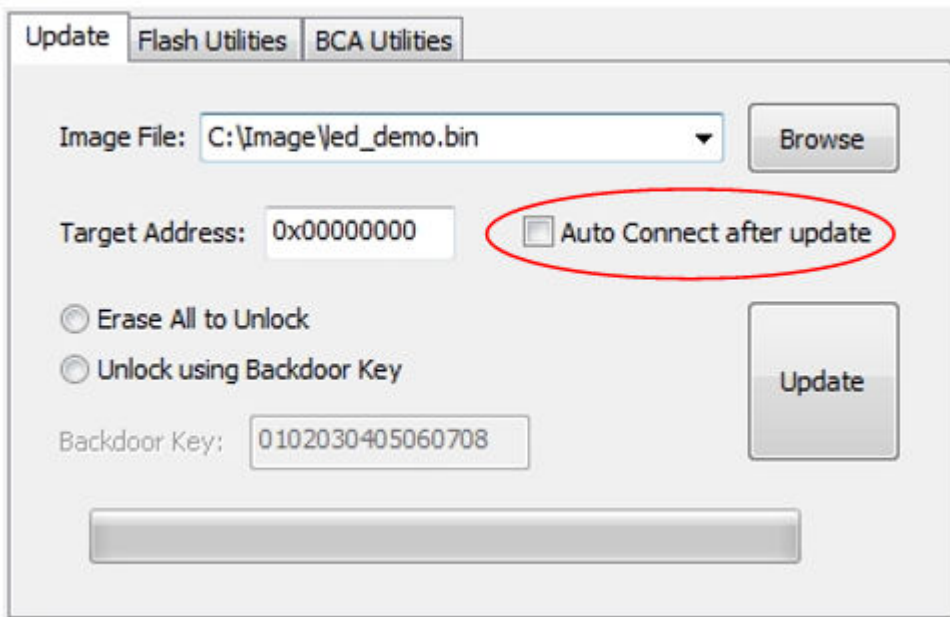 Update Flash Utilities BCA Utilities
Image File: C:\Image\led_demo.bin Browse
Target Address: 0x00000000 Auto Connect after update
Erase All to Unlock
Unlock using Backdoor Key
Update
Backdoor Key: 0102030405060708